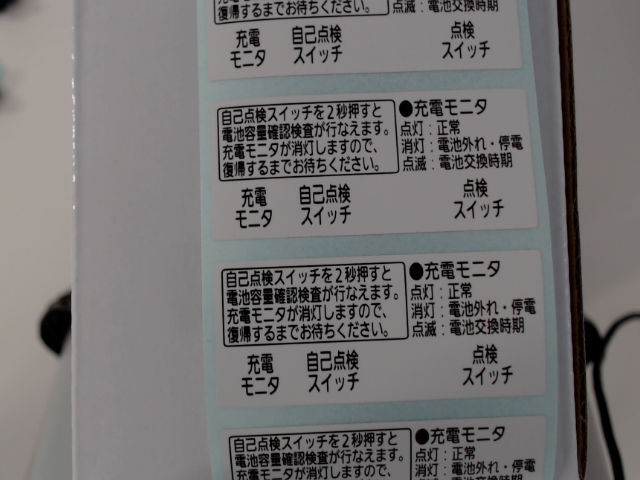 復帰するまでお待ちください。
点滅：電池交換時期
充電
モニタ
自己点検
スイッチ
点検
スイッチ
自己点検スイッチを2秒押すと
電池容量確認検査が行なえます。
充電モニタが消灯しますので、
復帰するまでお待ちください。
●充電モニタ
点灯：正常
消灯：電池外れ・停電
点滅：電池交換時期
充電
モニタ
自己点検
スイッチ
点検
スイッチ
自己点検スイッチを2秒押すと
電池容量確認検査が行なえます。
充電モニタが消灯しますので、
復帰するまでお待ちください。
●充電モニタ
点灯：正常
消灯：電池外れ・停電
点滅：電池交換時期
充電
モニタ
自己点検
スイッチ
点検
スイッチ
自己点検スイッチを2秒押すと
電池容量確認検査が行なえます。
充電モニタが消灯しますので、
●充電モニタ
点灯：正常
消灯：電池外れ・停電